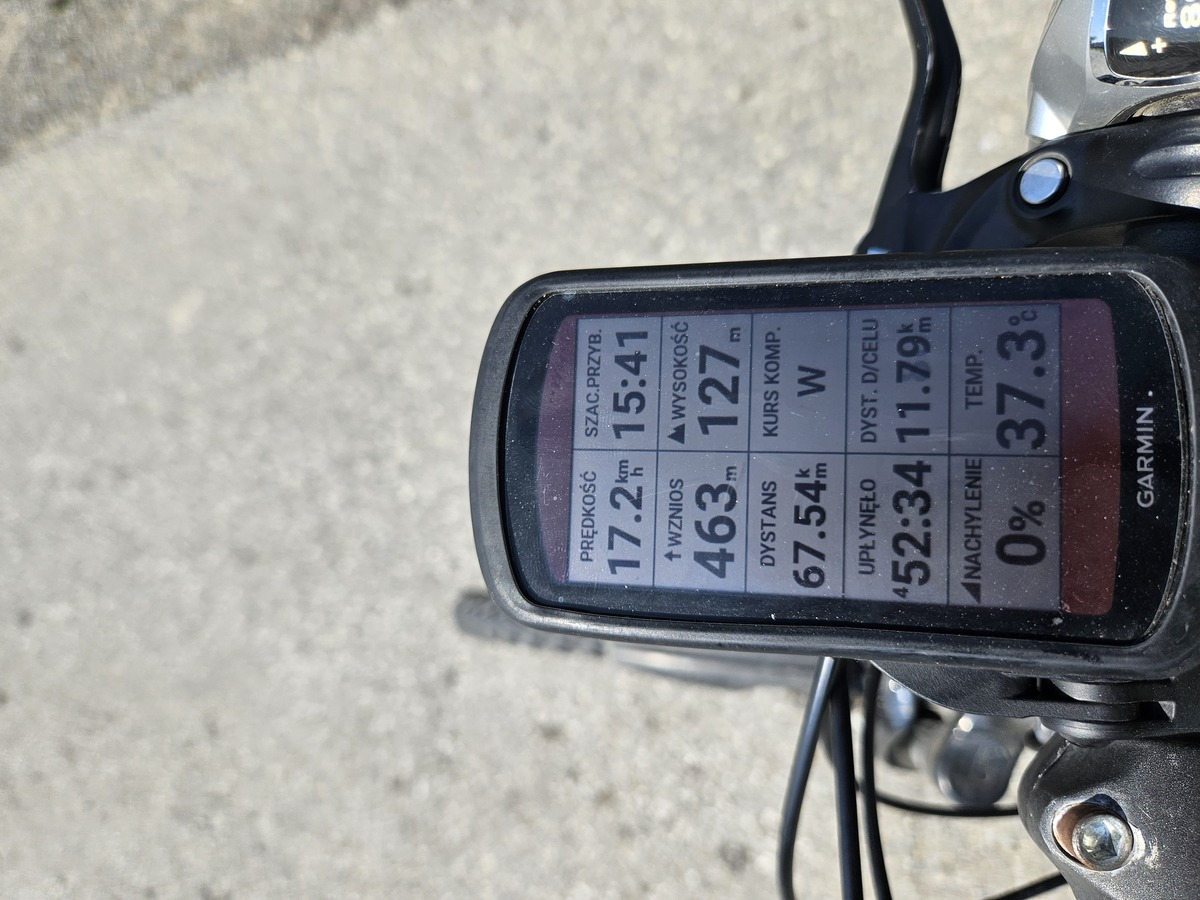 PRĘDKOŚĆ SZAC.PRZYB.
17.2 km/h 15:41
WZNIOS WYSOKOŚĆ
463 m 127 m
DYSTANS KURS KOMP.
67.54 km W
UPŁYNĘŁO DYST. D/CELU
4 52:34 11.79 km
NACHYLENIE TEMP.
0% 37.3 °C
GARMIN
+